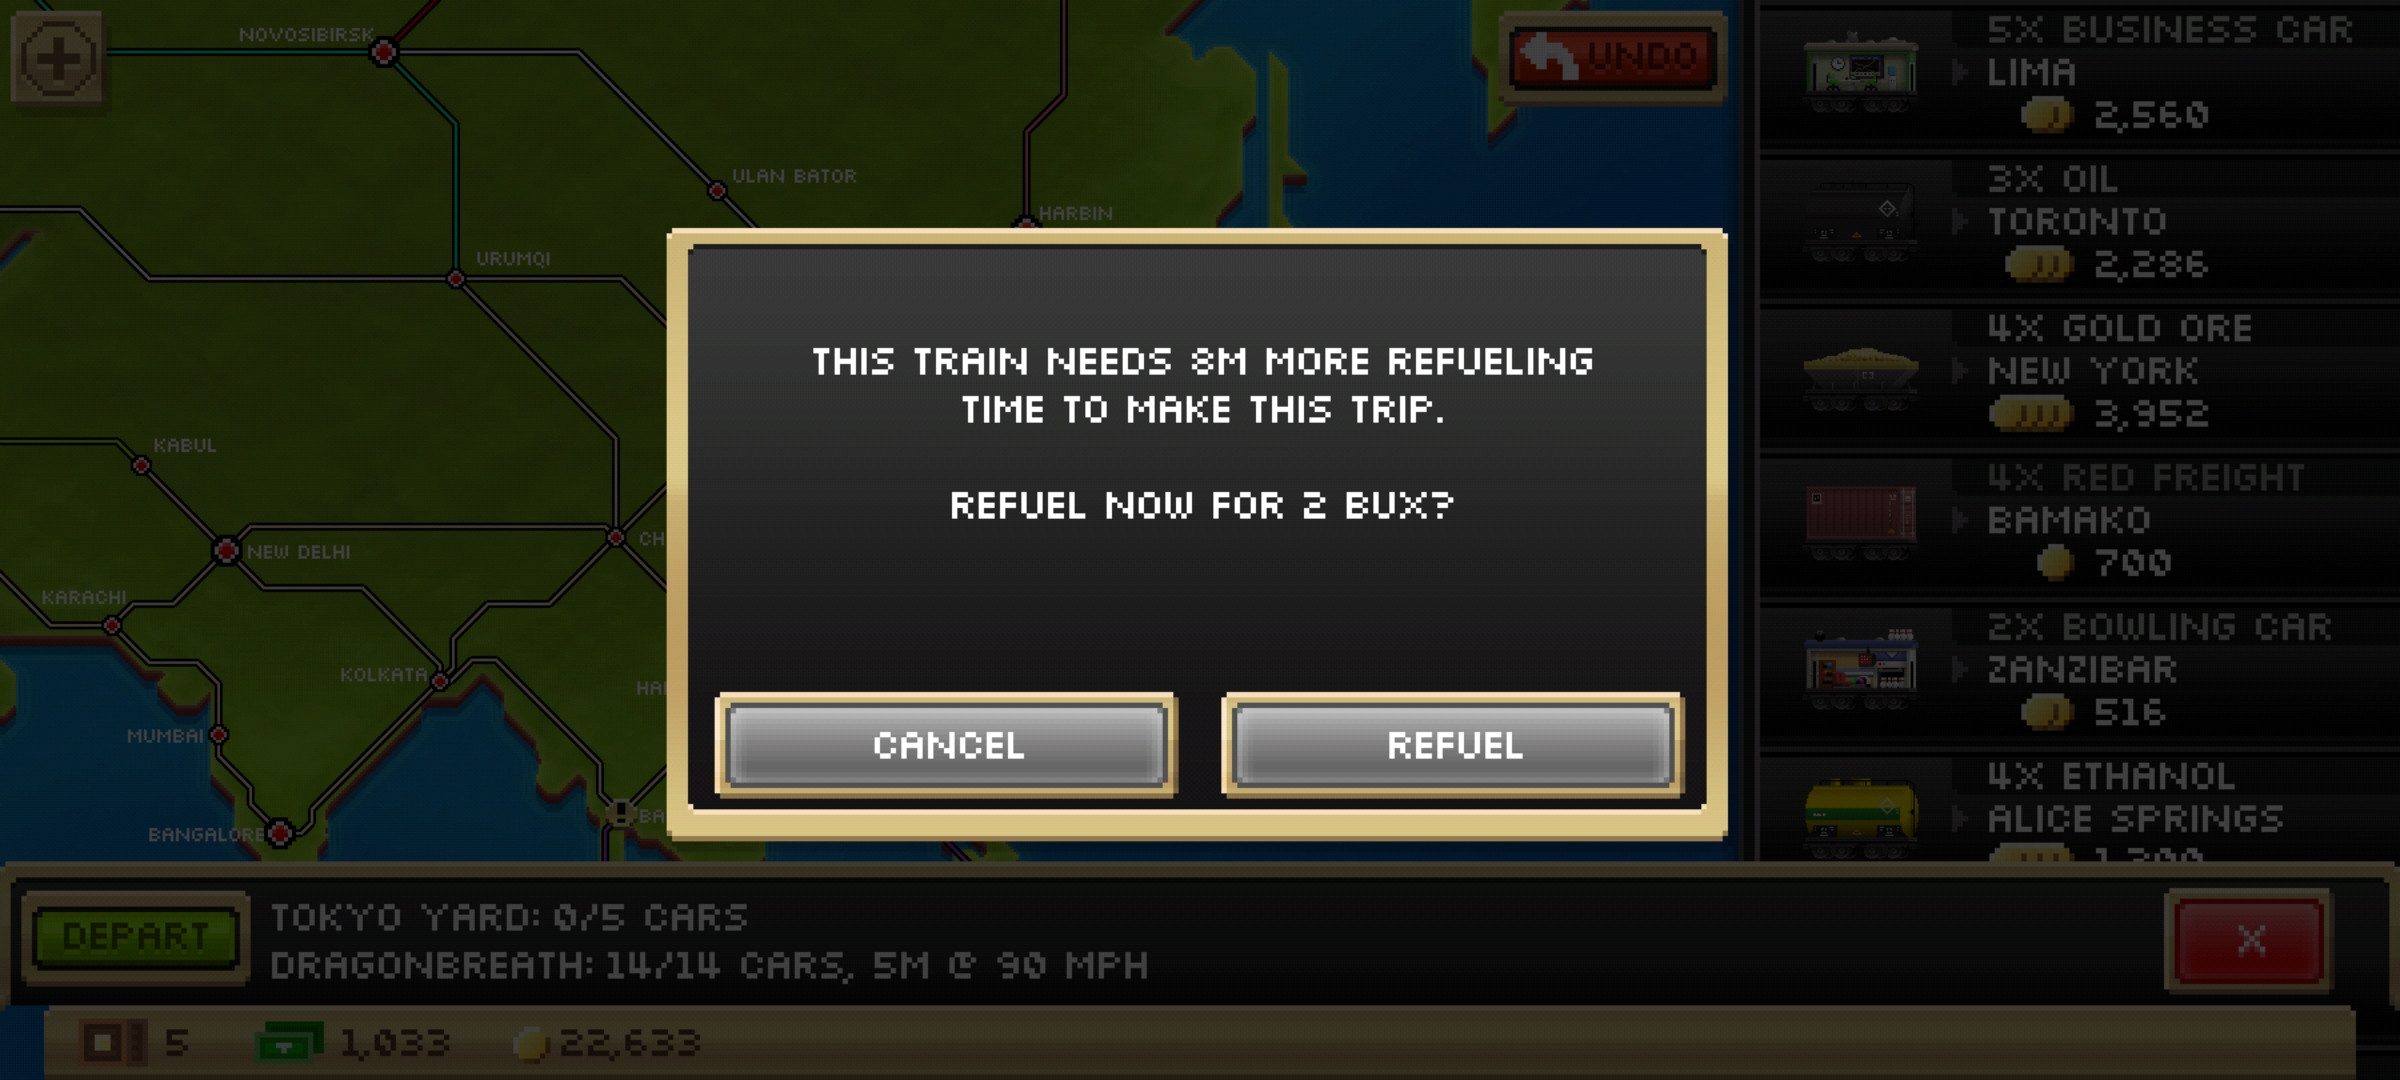 NOVOSIBIRSK
ULAN BATOR
HARBIN
URUMQI
KABUL
NEW DELHI
KARACHI
KOLKATA
MUMBAI
BANGALORE
CH
HA
BA
UNDO
THIS TRAIN NEEDS 8M MORE REFUELING
TIME TO MAKE THIS TRIP.
REFUEL NOW FOR 2 BUX?
CANCEL
REFUEL
5X BUSINESS CAR
LIMA
2,560
3X OIL
TORONTO
2,286
4X GOLD ORE
NEW YORK
3,952
4X RED FREIGHT
BAMAKO
700
2X BOWLING CAR
ZANZIBAR
516
4X ETHANOL
ALICE SPRINGS
DEPART
TOKYO YARD: 0/5 CARS
DRAGONBREATH: 14/14 CARS, 5M @ 90 MPH
X
5
1,033
22,633